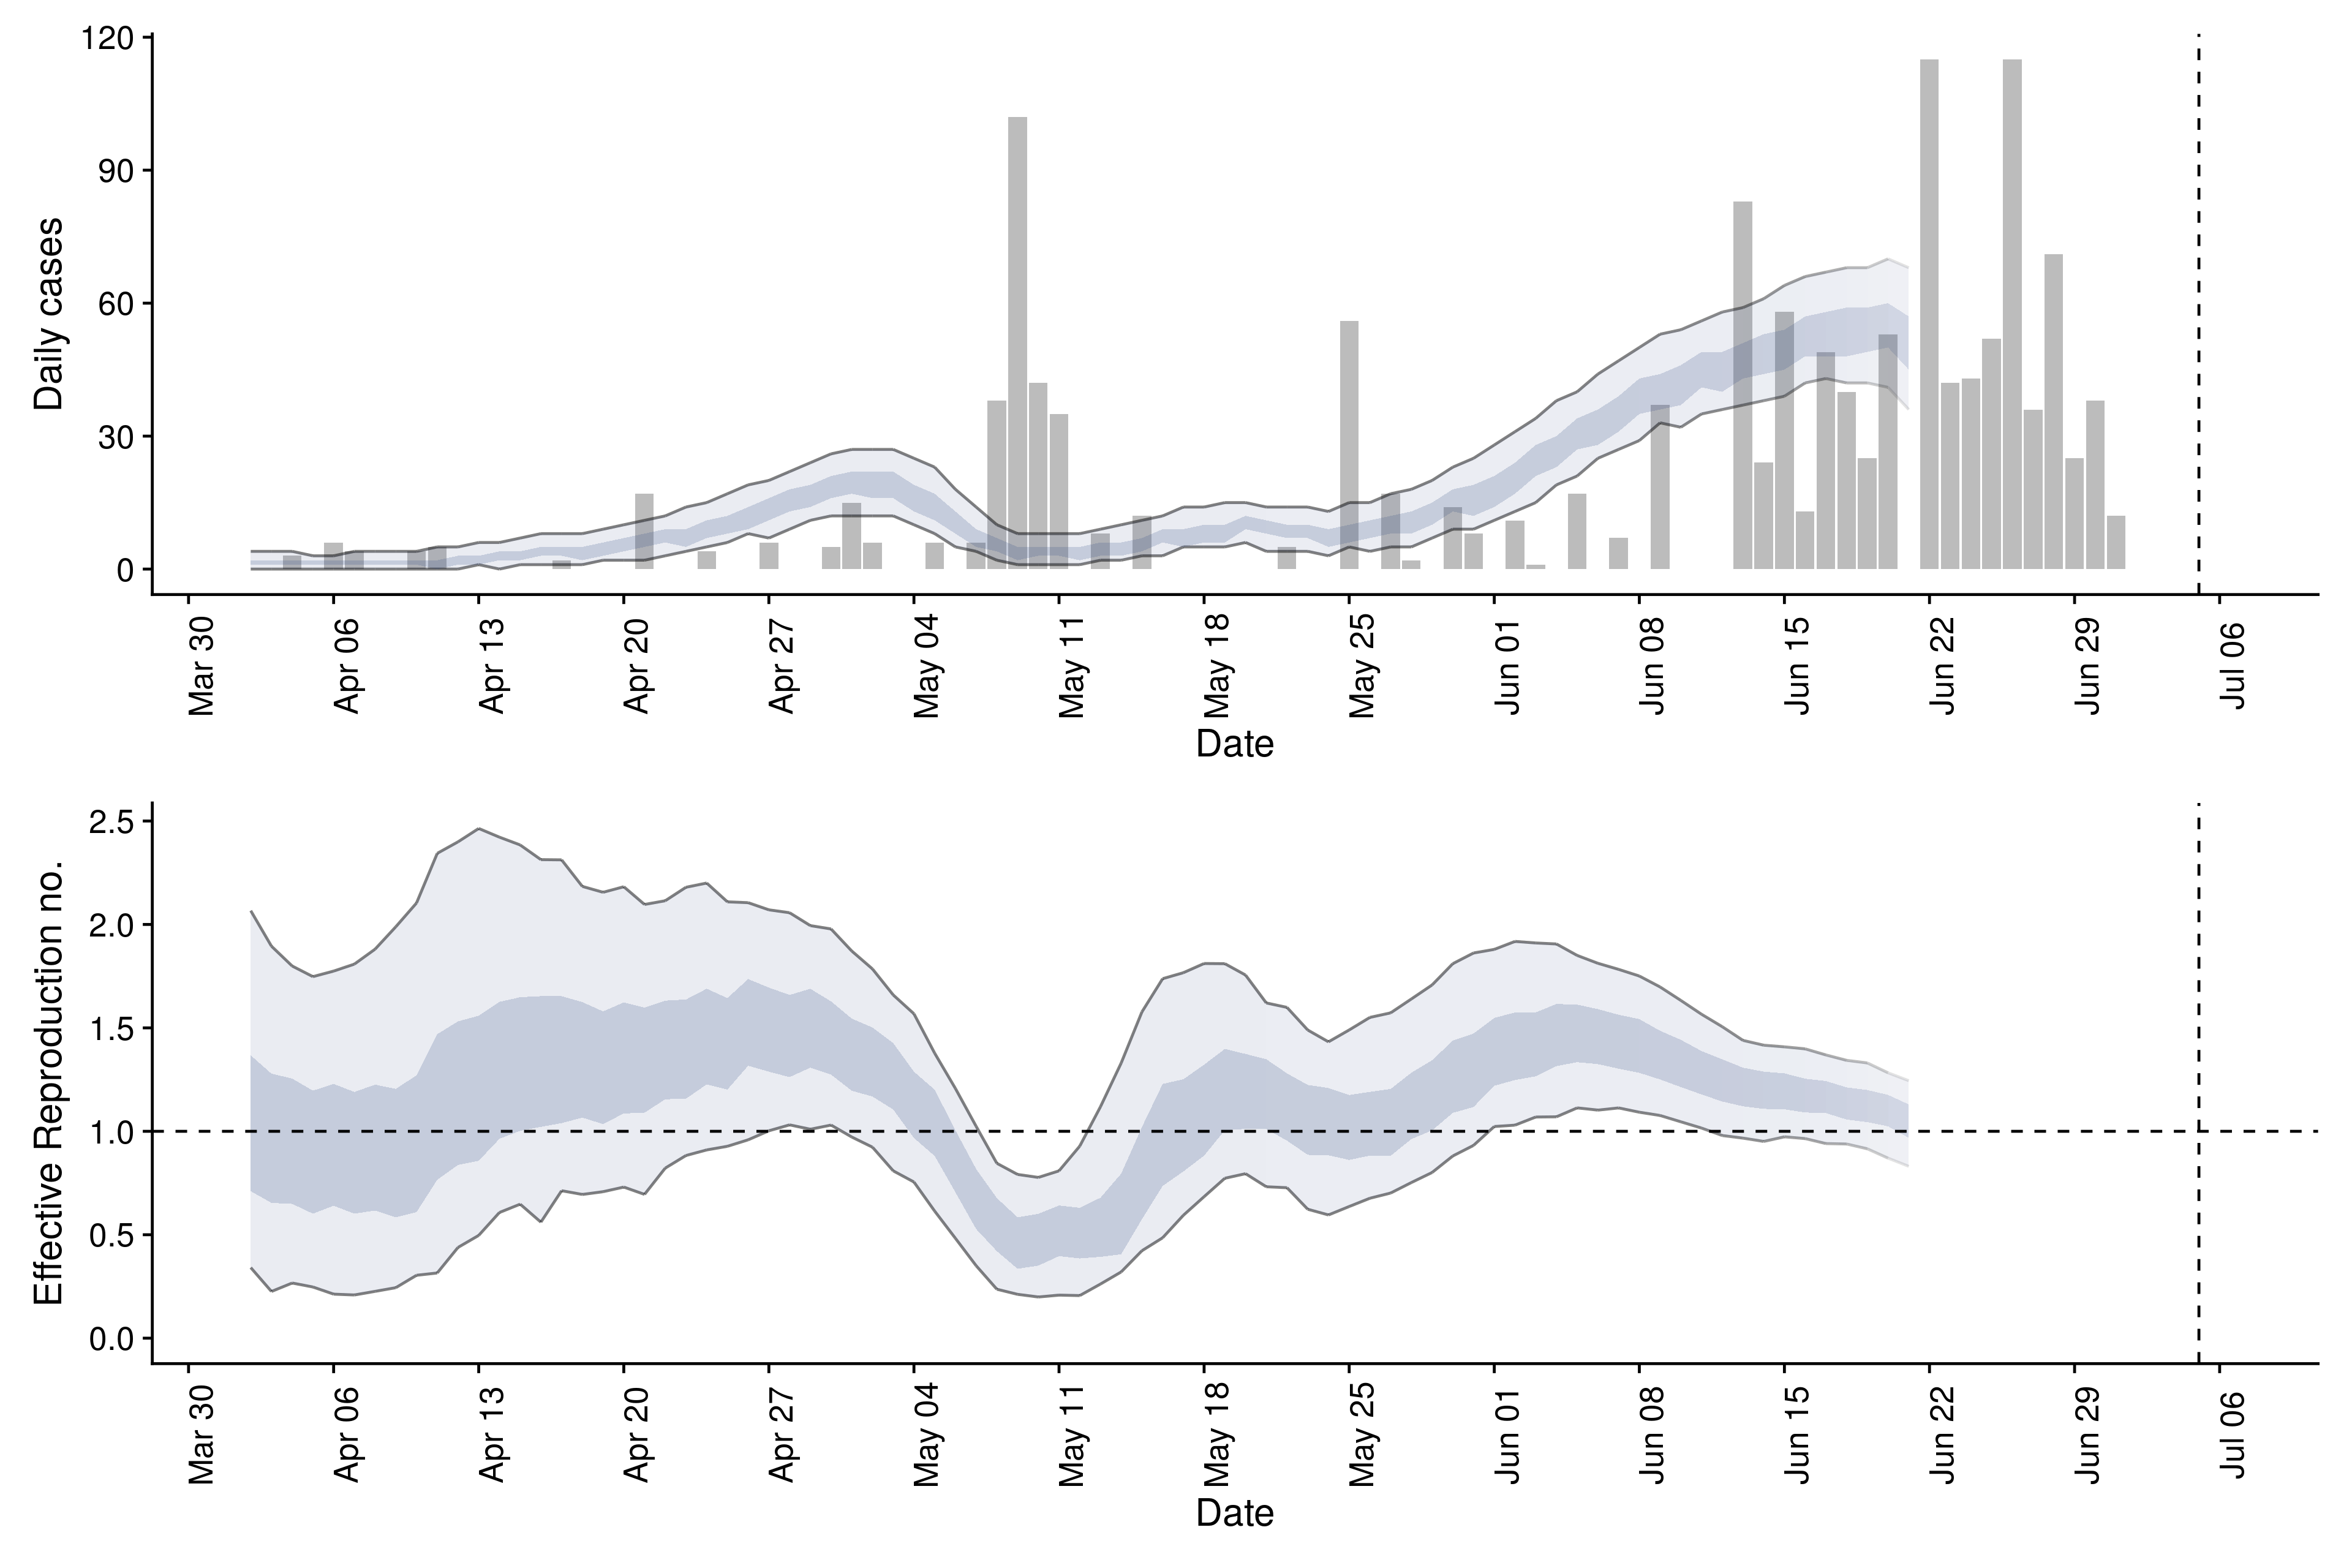 Daily cases
120
90
60
30
0
Mar 30
Apr 06
Apr 13
Apr 20
Apr 27
May 04
May 11
May 18
May 25
Jun 01
Jun 08
Jun 15
Jun 22
Jun 29
Jul 06
Date
Effective Reproduction no.
2.5
2.0
1.5
1.0
0.5
0.0
Mar 30
Apr 06
Apr 13
Apr 20
Apr 27
May 04
May 11
May 18
May 25
Jun 01
Jun 08
Jun 15
Jun 22
Jun 29
Jul 06
Date